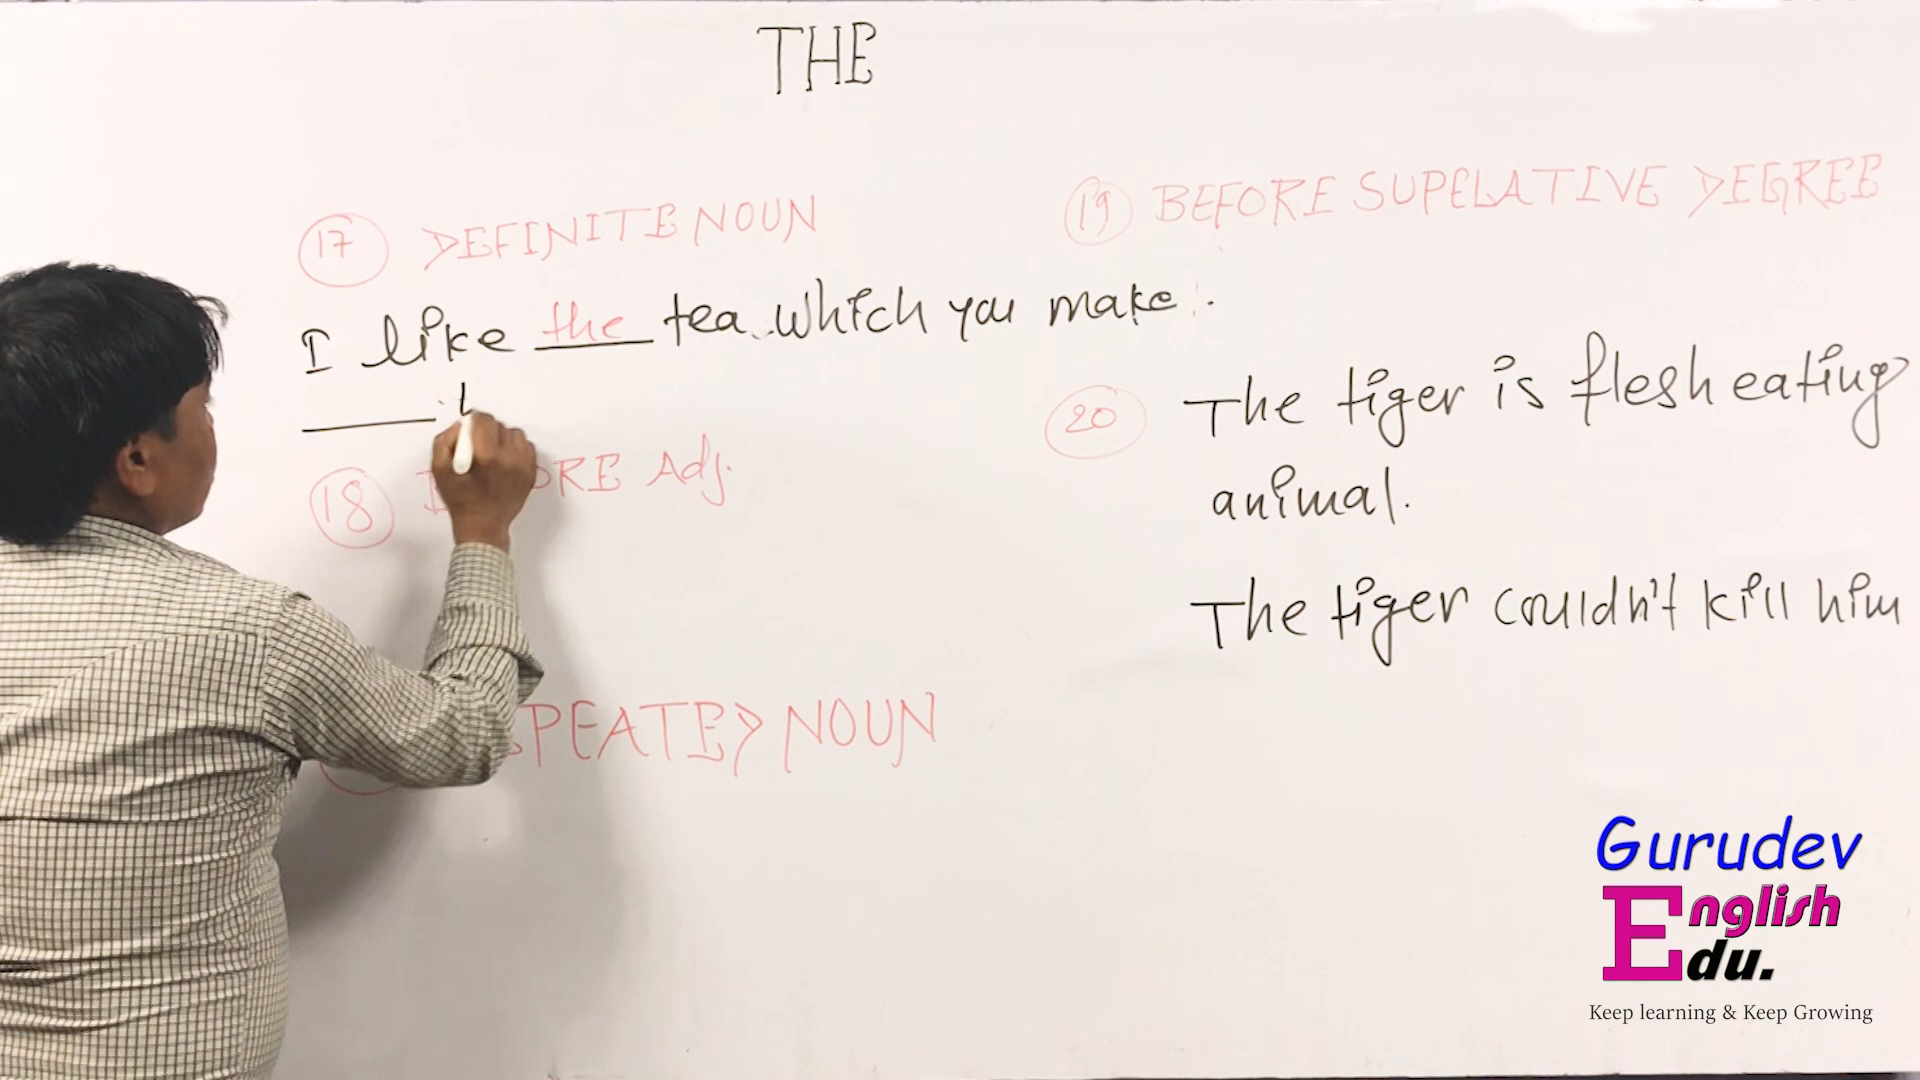 THE
17 DEFINITE NOUN
I like the tea which you make.
18 Adj.
NOUN
19 BEFORE SUPELATIVE DEGREE
20 The tiger is flesh eating
animal.
The tiger couldn't kill him
Gurudev
English
Edu.
Keep learning & Keep Growing